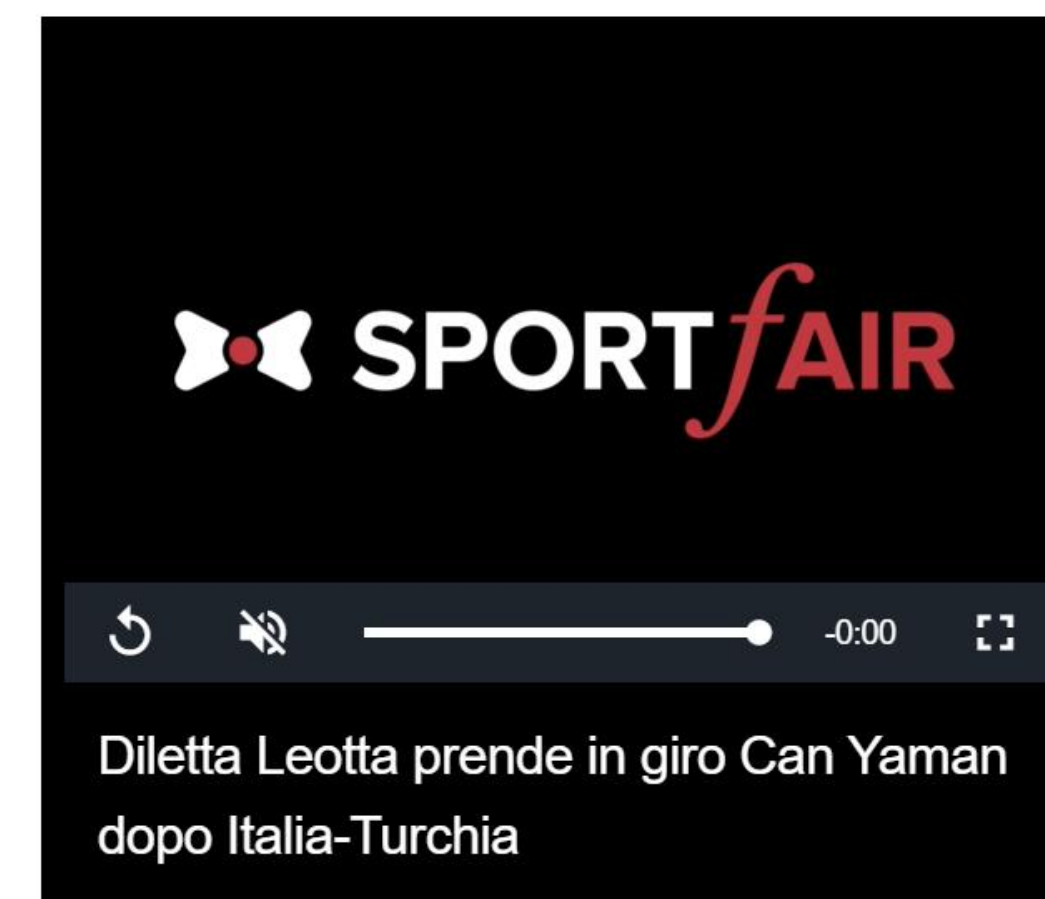 SPORTfAIR
-0:00
Diletta Leotta prende in giro Can Yaman
dopo Italia-Turchia